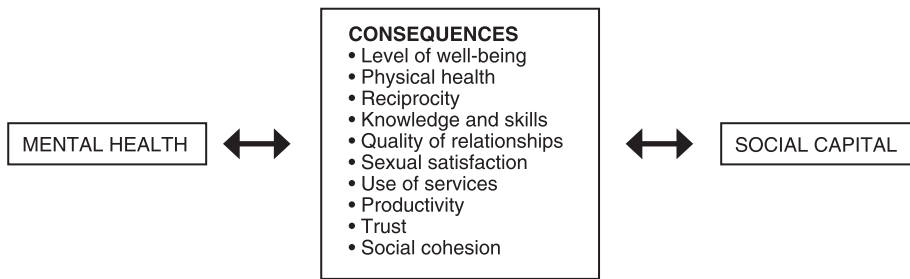 CONSEQUENCES
• Level of well-being
• Physical health
• Reciprocity
• Knowledge and skills
• Quality of relationships
• Sexual satisfaction
• Use of services
• Productivity
• Trust
• Social cohesion
MENTAL HEALTH
SOCIAL CAPITAL